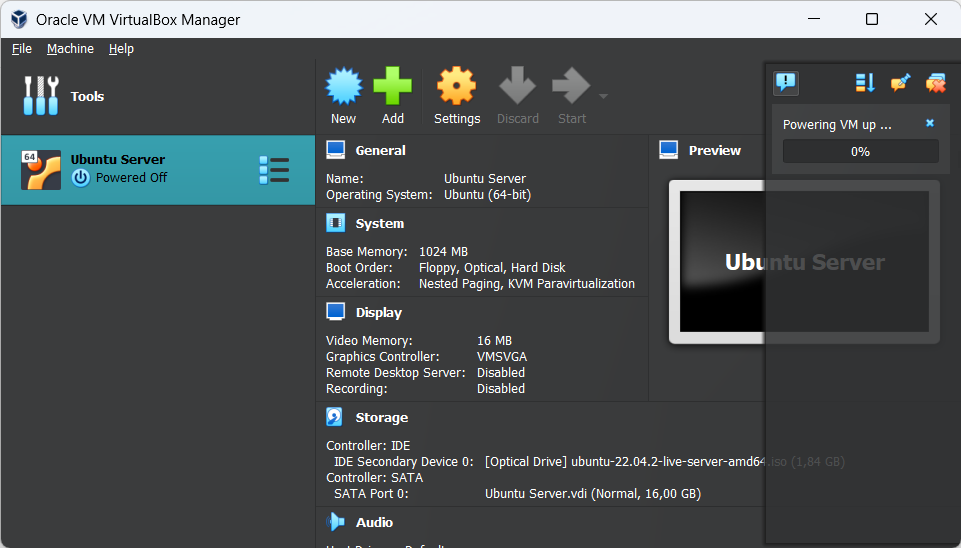 Oracle VM VirtualBox Manager
File Machine Help
Tools
New Add Settings Discard Start
64
Ubuntu Server
Powered Off
General
Name: Ubuntu Server
Operating System: Ubuntu (64-bit)
System
Base Memory: 1024 MB
Boot Order: Floppy, Optical, Hard Disk
Acceleration: Nested Paging, KVM Paravirtualization
Display
Video Memory: 16 MB
Graphics Controller: VMSVGA
Remote Desktop Server: Disabled
Recording: Disabled
Storage
Controller: IDE
IDE Secondary Device 0: [Optical Drive] ubuntu-22.04.2-live-server-amd64.iso (1,84 GB)
Controller: SATA
SATA Port 0: Ubuntu Server.vdi (Normal, 16,00 GB)
Audio
Preview
Ubuntu Server
Powering VM up ...
0%